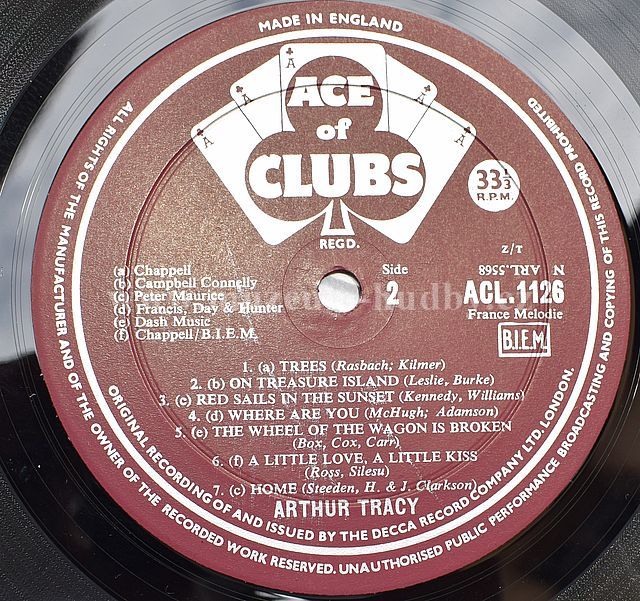 MADE IN ENGLAND
ACE
of
CLUBS
REGD.
33⅓
R.P.M.
(a) Chappell
(b) Campbell Connelly
(c) Peter Maurice
(d) Francis, Day & Hunter
(e) Dash Music
(f) Chappell/B.I.E.M.
Side
2
Z/T
N ARL.5568
ACL.1126
France Melodie
B.I.E.M.
1. (a) TREES (Rasbach; Kilmer)
2. (b) ON TREASURE ISLAND (Leslie, Burke)
3. (c) RED SAILS IN THE SUNSET (Kennedy, Williams)
4. (d) WHERE ARE YOU (McHugh; Adamson)
5. (e) THE WHEEL OF THE WAGON IS BROKEN
(Box, Cox, Carr)
6. (f) A LITTLE LOVE, A LITTLE KISS
(Ross, Silesu)
7. (c) HOME (Steeden, H. & J. Clarkson)
ARTHUR TRACY
ORIGINAL RECORDING OF AND ISSUED BY THE DECCA RECORD COMPANY LTD. LONDON.
ALL RIGHTS OF THE MANUFACTURER AND OF THE OWNER OF THE RECORDED WORK RESERVED. UNAUTHORISED PUBLIC PERFORMANCE BROADCASTING AND COPYING OF THIS RECORD PROHIBITED